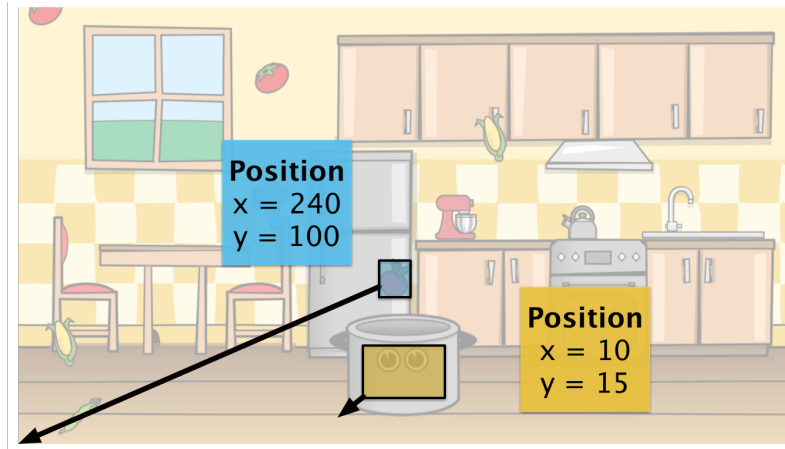 Position
x = 240
y = 100
Position
x = 10
y = 15